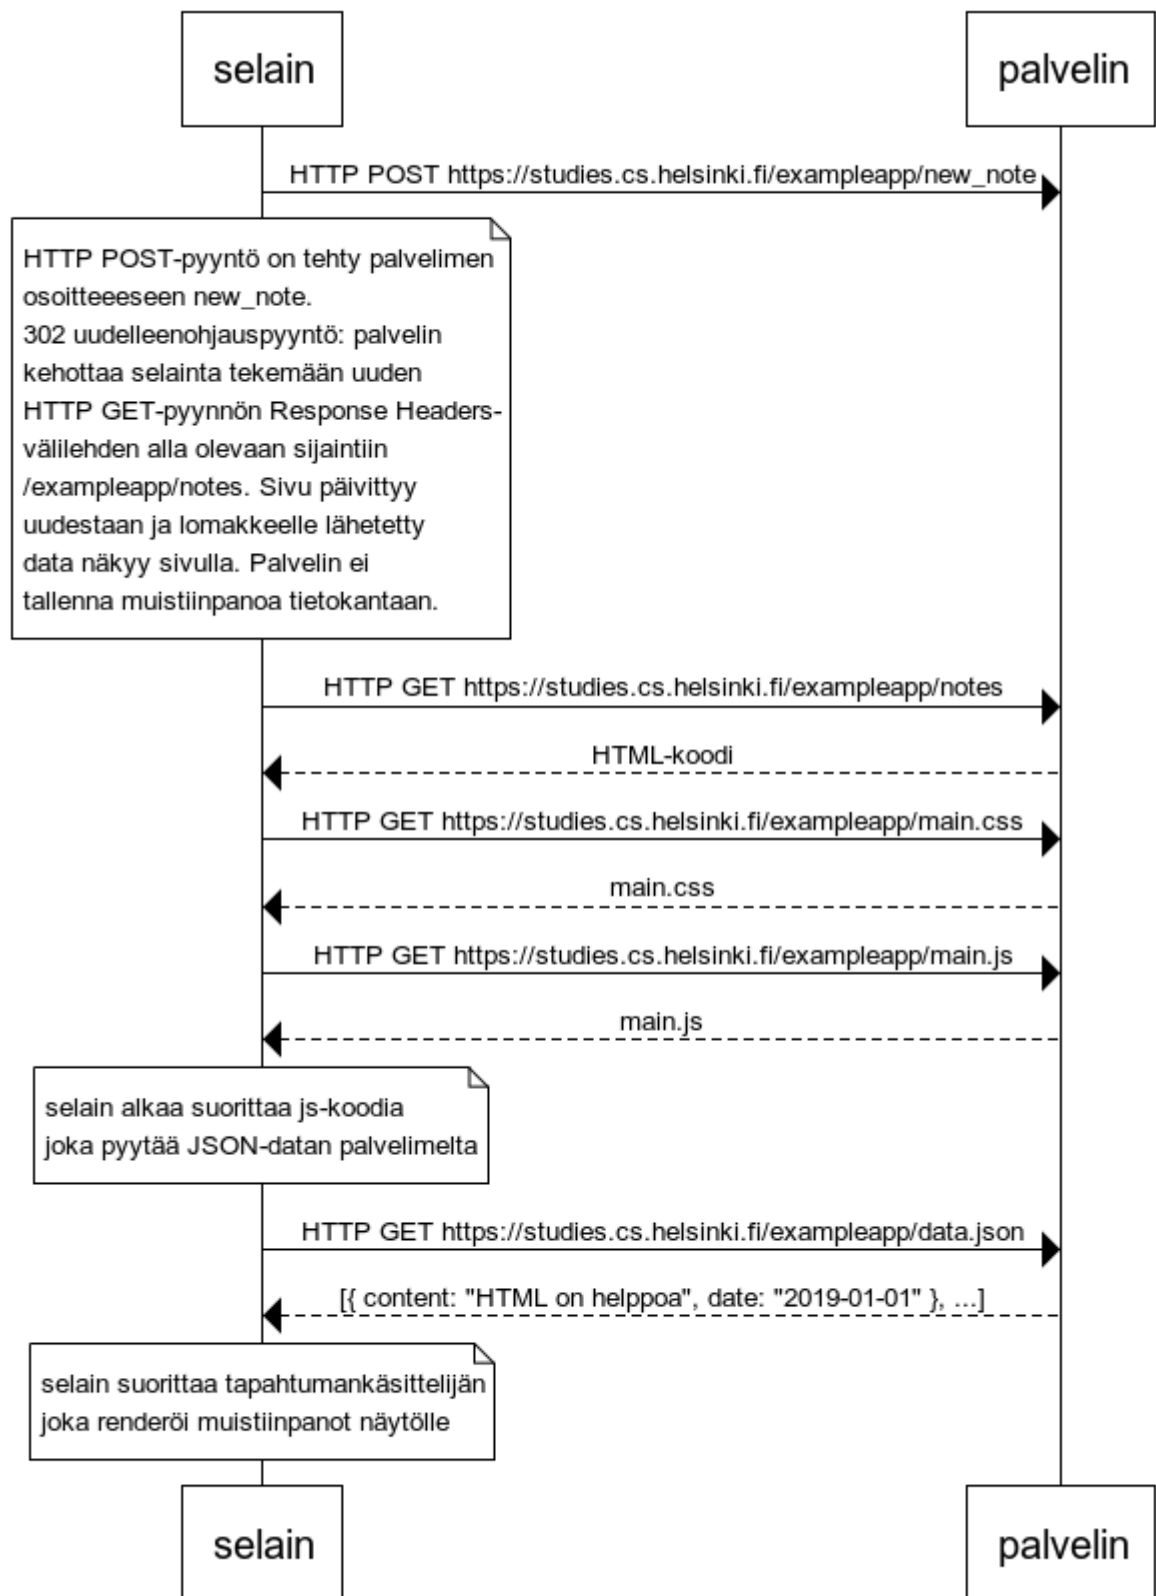 selain
palvelin
HTTP POST https://studies.cs.helsinki.fi/exampleapp/new_note
HTTP POST-pyyntö on tehty palvelimen
osoitteeeseen new_note.
302 uudelleenohjauspyyntö: palvelin
kehottaa selainta tekemään uuden
HTTP GET-pyynnön Response Headers-
välilehden alla olevaan sijaintiin
/exampleapp/notes. Sivu päivittyy
uudestaan ja lomakkeelle lähetetty
data näkyy sivulla. Palvelin ei
tallenna muistiinpanoa tietokantaan.
HTTP GET https://studies.cs.helsinki.fi/exampleapp/notes
HTML-koodi
HTTP GET https://studies.cs.helsinki.fi/exampleapp/main.css
main.css
HTTP GET https://studies.cs.helsinki.fi/exampleapp/main.js
main.js
selain alkaa suorittaa js-koodia
joka pyytää JSON-datan palvelimelta
HTTP GET https://studies.cs.helsinki.fi/exampleapp/data.json
[{ content: "HTML on helppoa", date: "2019-01-01" }, ...]
selain suorittaa tapahtumankäsittelijän
joka renderöi muistiinpanot näytölle
selain
palvelin